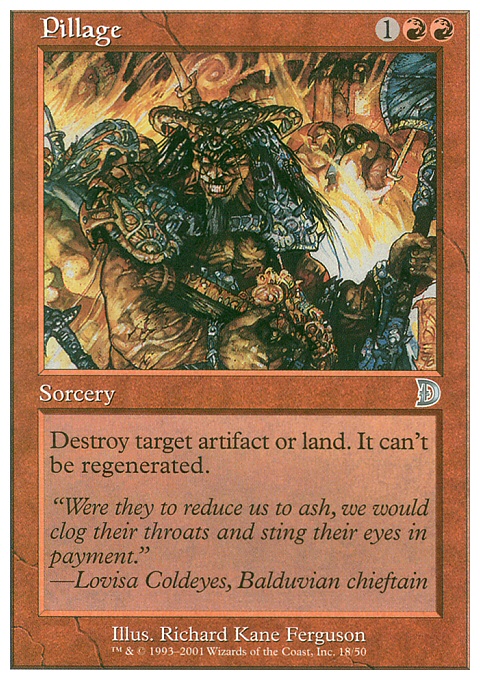 Pillage 1
Sorcery
Destroy target artifact or land. It can't
be regenerated.
"Were they to reduce us to ash, we would
clog their throats and sting their eyes in
payment."
—Lovisa Coldeyes, Balduvian chieftain
Illus. Richard Kane Ferguson
™ & © 1993–2001 Wizards of the Coast, Inc. 18/50